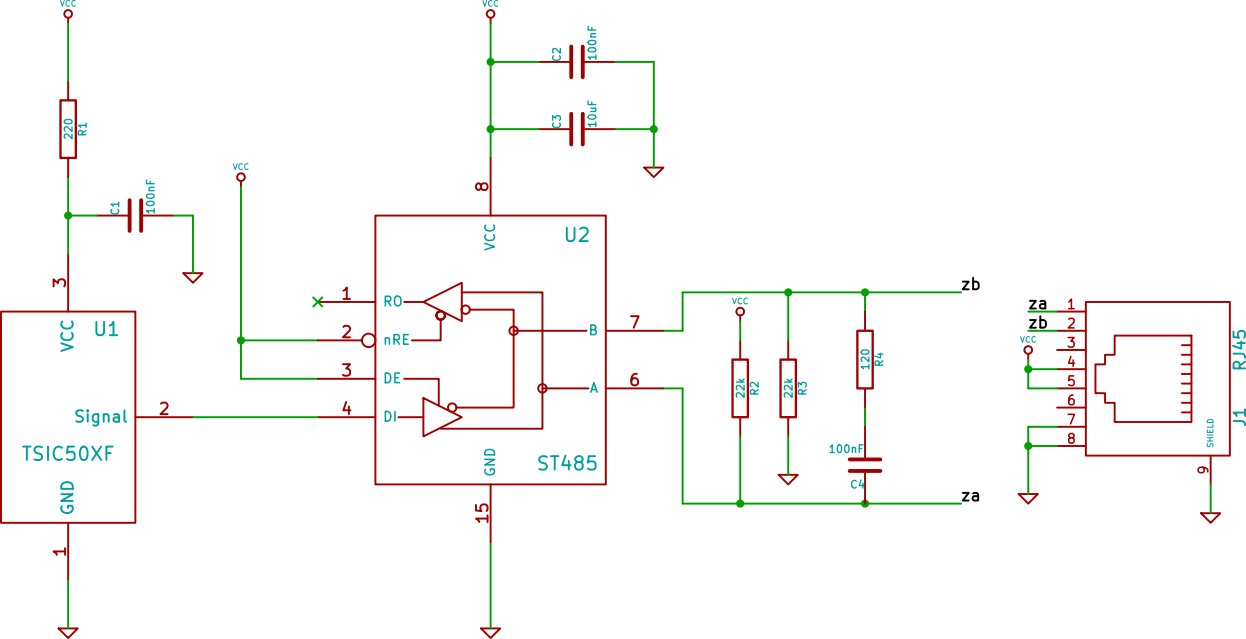 VCC
220
R1
C1
100nF
3
VCC
U1
Signal
2
TSIC50XF
GND
1
VCC
VCC
C2
100nF
C3
10uF
8
VCC
U2
1
RO
2
nRE
3
DE
4
DI
B
7
A
6
GND
ST485
15
zb
VCC
22k
R2
22k
R3
120
R4
100nF
C4
za
za
zb
VCC
1
2
3
4
5
6
7
8
RJ45
J1
SHIELD
9